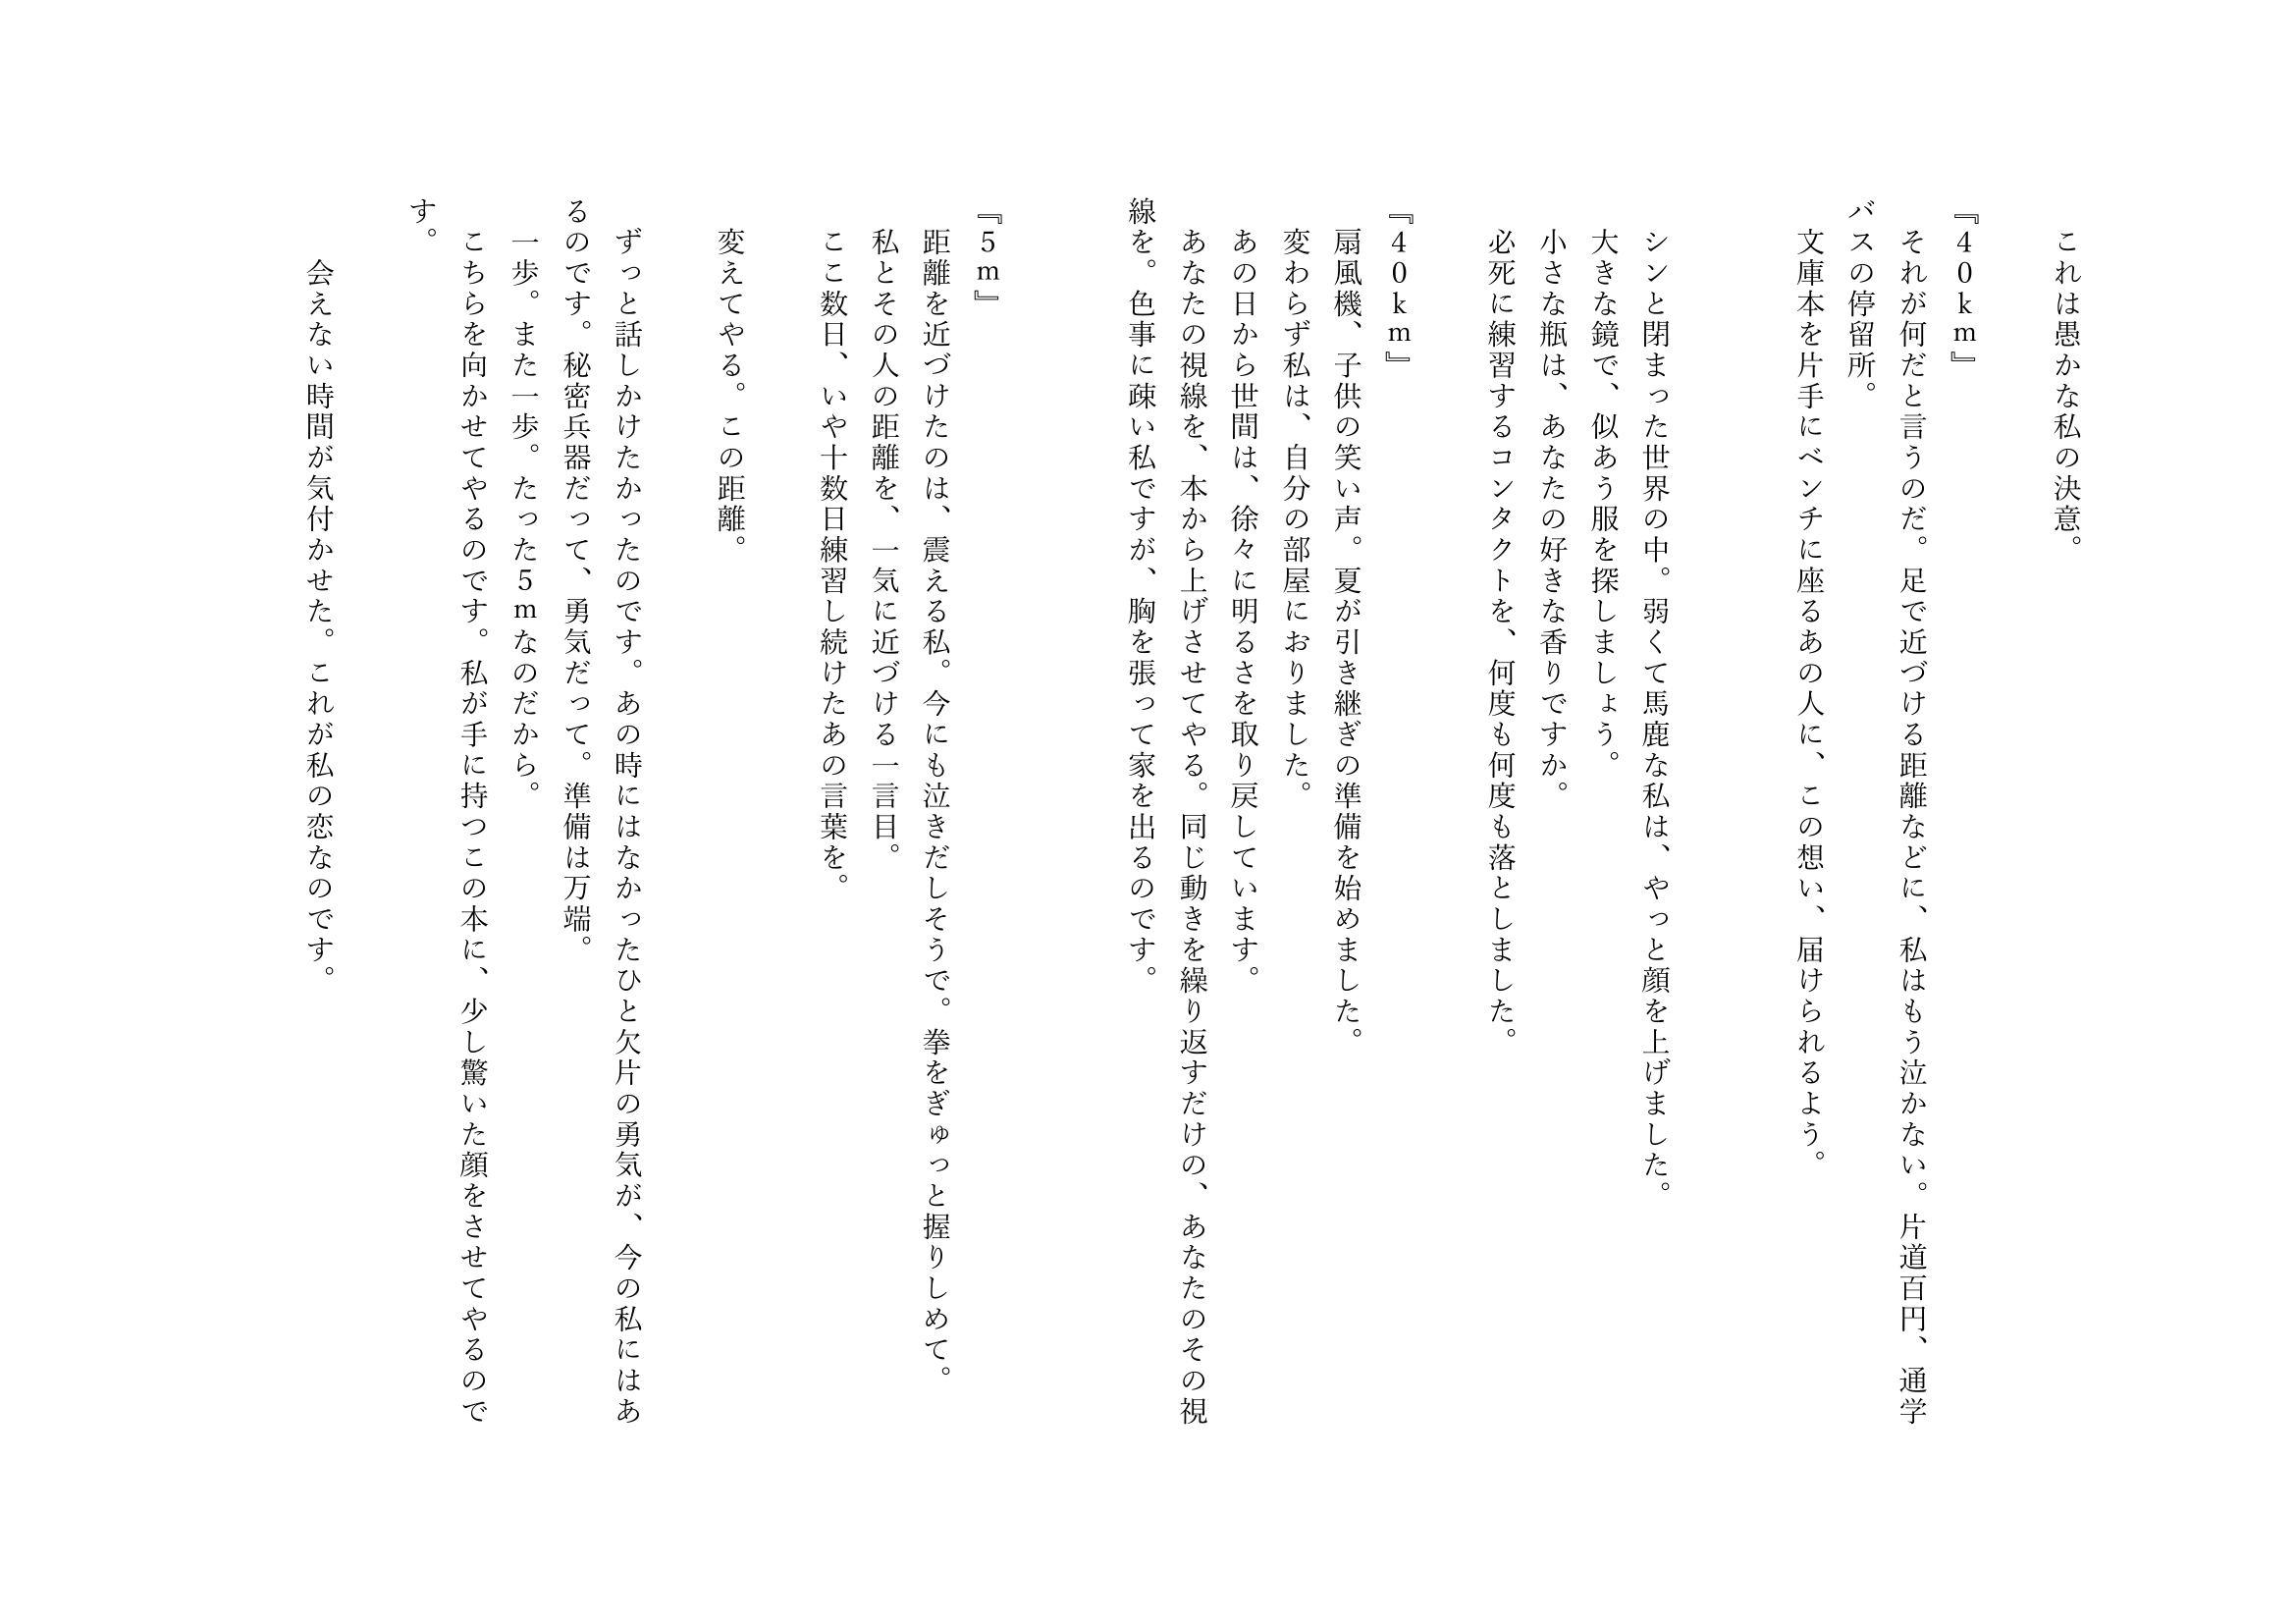 これは愚かな私の決意。
『40km』
それが何だと言うのだ。足で近づける距離などに、私はもう泣かない。片道百円、通学
バスの停留所。
文庫本を片手にベンチに座るあの人に、この想い、届けられるよう。
シンと閉まった世界の中。弱くて馬鹿な私は、やっと顔を上げました。
大きな鏡で、似あう服を探しましょう。
小さな瓶は、あなたの好きな香りですか。
必死に練習するコンタクトを、何度も何度も落としました。
『40km』
扇風機、子供の笑い声。夏が引き継ぎの準備を始めました。
変わらず私は、自分の部屋におりました。
あの日から世間は、徐々に明るさを取り戻しています。
あなたの視線を、本から上げさせてやる。同じ動きを繰り返すだけの、あなたのその視
線を。色事に疎い私ですが、胸を張って家を出るのです。
『5m』
距離を近づけたのは、震える私。今にも泣きだしそうで。拳をぎゅっと握りしめて。
私とその人の距離を、一気に近づける一言目。
ここ数日、いや十数日練習し続けたあの言葉を。
変えてやる。この距離。
ずっと話しかけたかったのです。あの時にはなかったひと欠片の勇気が、今の私にはあ
るのです。秘密兵器だって、勇気だって。準備は万端。
一歩。また一歩。たった5mなのだから。
こちらを向かせてやるのです。私が手に持つこの本に、少し驚いた顔をさせてやるので
す。
会えない時間が気付かせた。これが私の恋なのです。